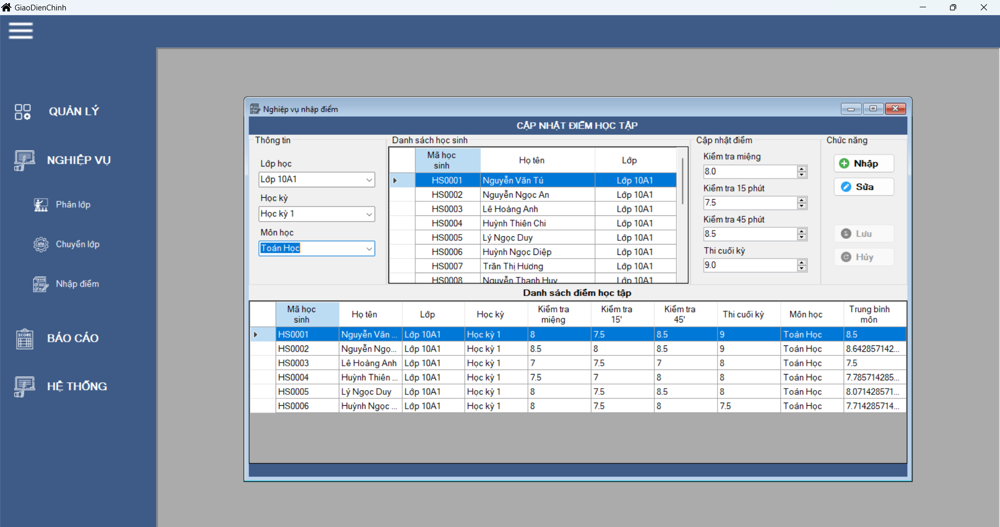 GiaoDienChinh
QUẢN LÝ
NGHIỆP VỤ
Phân lớp
Chuyển lớp
Nhập điểm
BÁO CÁO
HỆ THỐNG
Nghiệp vụ nhập điểm
CẬP NHẬT ĐIỂM HỌC TẬP
Thông tin
Lớp học
Lớp 10A1
Học kỳ
Học kỳ 1
Môn học
Toán Học
Danh sách học sinh
Mã học sinh Họ tên Lớp
HS0001 Nguyễn Văn Tú Lớp 10A1
HS0002 Nguyễn Ngọc An Lớp 10A1
HS0003 Lê Hoàng Anh Lớp 10A1
HS0004 Huỳnh Thiên Chi Lớp 10A1
HS0005 Lý Ngọc Duy Lớp 10A1
HS0006 Huỳnh Ngọc Diệp Lớp 10A1
HS0007 Trần Thị Hương Lớp 10A1
HS0008 Nguyễn Thanh Huy Lớp 10A1
Cập nhật điểm
Kiểm tra miệng
8.0
Kiểm tra 15 phút
7.5
Kiểm tra 45 phút
8.5
Thi cuối kỳ
9.0
Chức năng
Nhập
Sửa
Lưu
Hủy
Danh sách điểm học tập
Mã học sinh Họ tên Lớp Học kỳ Kiểm tra miệng Kiểm tra 15' Kiểm tra 45' Thi cuối kỳ Môn học Trung bình môn
HS0001 Nguyễn Văn ... Lớp 10A1 Học kỳ 1 8 7.5 8.5 9 Toán Học 8.5
HS0002 Nguyễn Ngọ... Lớp 10A1 Học kỳ 1 8.5 8 8.5 9 Toán Học 8.642857142...
HS0003 Lê Hoàng Anh Lớp 10A1 Học kỳ 1 7 7.5 7 8 Toán Học 7.5
HS0004 Huỳnh Thiên ... Lớp 10A1 Học kỳ 1 7.5 7 8 8 Toán Học 7.785714285...
HS0005 Lý Ngọc Duy Lớp 10A1 Học kỳ 1 8 7.5 8.5 8 Toán Học 8.071428571...
HS0006 Huỳnh Ngọc ... Lớp 10A1 Học kỳ 1 8 7.5 8 7.5 Toán Học 7.714285714...